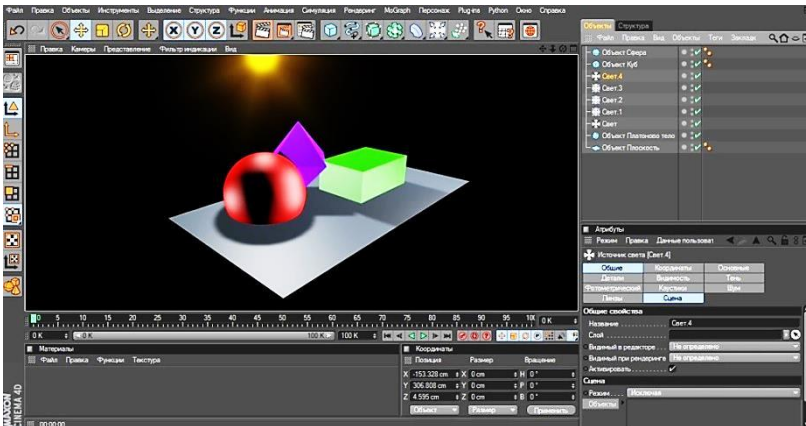 Файл Правка Объекты Инструменты Выделение Структура Функции Анимация Симуляция Рендеринг MoGraph Персонаж Plug-ins Python Окно Справка
Правка Камеры Представление Фильтр индикации Вид
Объекты Структура
Файл Правка Вид Объекты Теги Закладк
Объект Сфера
Объект Куб
Свет.4
Свет.3
Свет.2
Свет.1
Свет
Объект Платоново тело
Объект Плоскость
Атрибуты
Режим Правка Данные пользоват
Источник света [Свет.4]
Общие Координаты Основные
Детали Видимость Тень
Фотометрический Каустики Шум
Линзы Сцена
Общие свойства
Название Свет.4
Слой
Видимый в редакторе Не определено
Видимый при рендеринге Не определено
Активировать
Сцена
Режим Исключая
Объекты
0 5 10 15 20 25 30 35 40 45 50 55 60 65 70 75 80 85 90 95 10 0 K
0 K 0 K 100 K 100 K
Материалы
Файл Правка Функции Текстура
Координаты
Позиция Размер Вращение
X -153.328 cm X 0 cm H 0 °
Y 306.808 cm Y 0 cm P 0 °
Z 4.595 cm Z 0 cm B 0 °
Объект Размер Применить
MAXON
CINEMA 4D
00:00:00